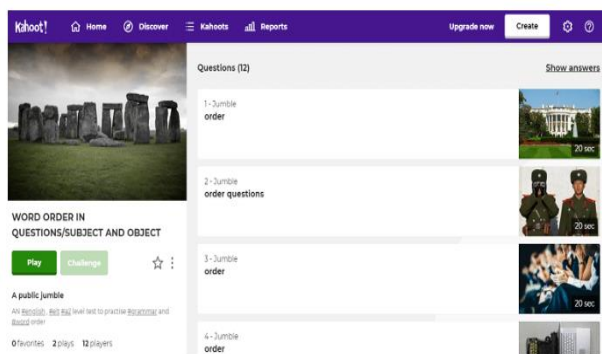 Kahoot!
Home
Discover
Kahoots
Reports
Upgrade now
Create
Questions (12)
Show answers
1 - Jumble
order
20 sec
2 - Jumble
order questions
20 sec
3 - Jumble
order
20 sec
4 - Jumble
order
WORD ORDER IN
QUESTIONS/SUBJECT AND OBJECT
Play
Challenge
A public jumble
AN #english, #elt #a2 level test to practise #grammar and
#word order
0 favorites 2 plays 12 players